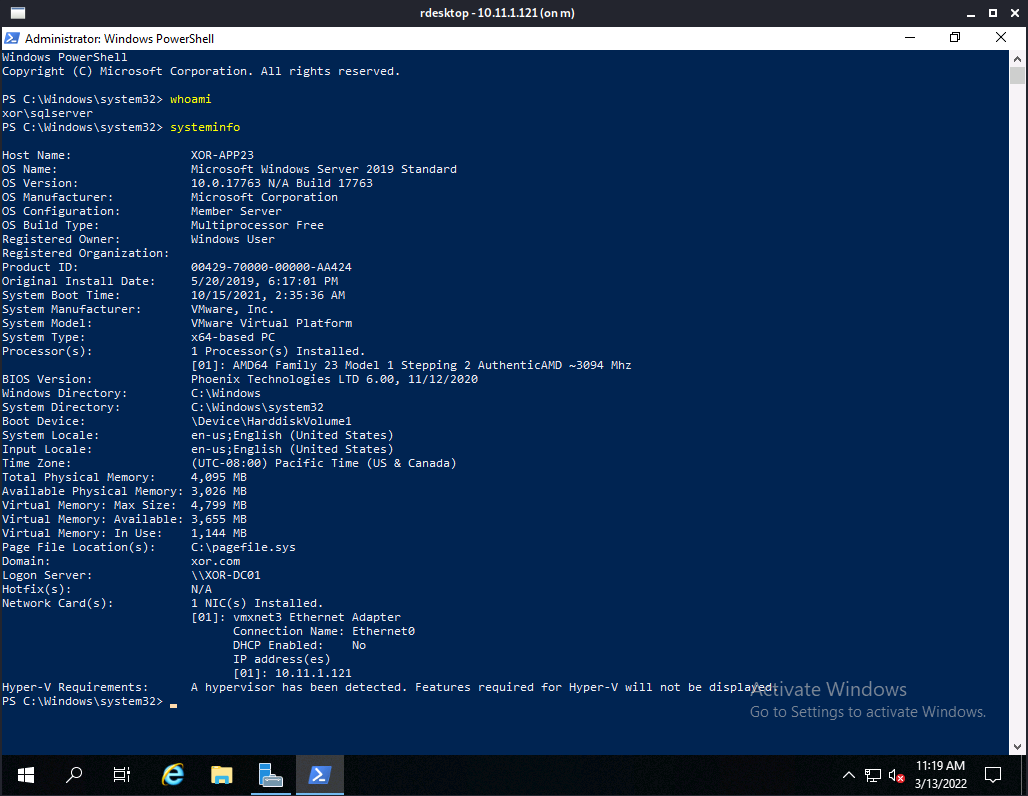 rdesktop - 10.11.1.121 (on m)
Administrator: Windows PowerShell
Windows PowerShell
Copyright (C) Microsoft Corporation. All rights reserved.
PS C:\Windows\system32> whoami
xor\sqlserver
PS C:\Windows\system32> systeminfo
Host Name: XOR-APP23
OS Name: Microsoft Windows Server 2019 Standard
OS Version: 10.0.17763 N/A Build 17763
OS Manufacturer: Microsoft Corporation
OS Configuration: Member Server
OS Build Type: Multiprocessor Free
Registered Owner: Windows User
Registered Organization:
Product ID: 00429-70000-00000-AA424
Original Install Date: 5/20/2019, 6:17:01 PM
System Boot Time: 10/15/2021, 2:35:36 AM
System Manufacturer: VMware, Inc.
System Model: VMware Virtual Platform
System Type: x64-based PC
Processor(s): 1 Processor(s) Installed.
[01]: AMD64 Family 23 Model 1 Stepping 2 AuthenticAMD ~3094 Mhz
BIOS Version: Phoenix Technologies LTD 6.00, 11/12/2020
Windows Directory: C:\Windows
System Directory: C:\Windows\system32
Boot Device: \Device\HarddiskVolume1
System Locale: en-us;English (United States)
Input Locale: en-us;English (United States)
Time Zone: (UTC-08:00) Pacific Time (US & Canada)
Total Physical Memory: 4,095 MB
Available Physical Memory: 3,026 MB
Virtual Memory: Max Size: 4,799 MB
Virtual Memory: Available: 3,655 MB
Virtual Memory: In Use: 1,144 MB
Page File Location(s): C:\pagefile.sys
Domain: xor.com
Logon Server: \\XOR-DC01
Hotfix(s): N/A
Network Card(s): 1 NIC(s) Installed.
[01]: vmxnet3 Ethernet Adapter
Connection Name: Ethernet0
DHCP Enabled: No
IP address(es)
[01]: 10.11.1.121
Hyper-V Requirements: A hypervisor has been detected. Features required for Hyper-V will not be displayed.
PS C:\Windows\system32>
Activate Windows
Go to Settings to activate Windows.
11:19 AM
3/13/2022